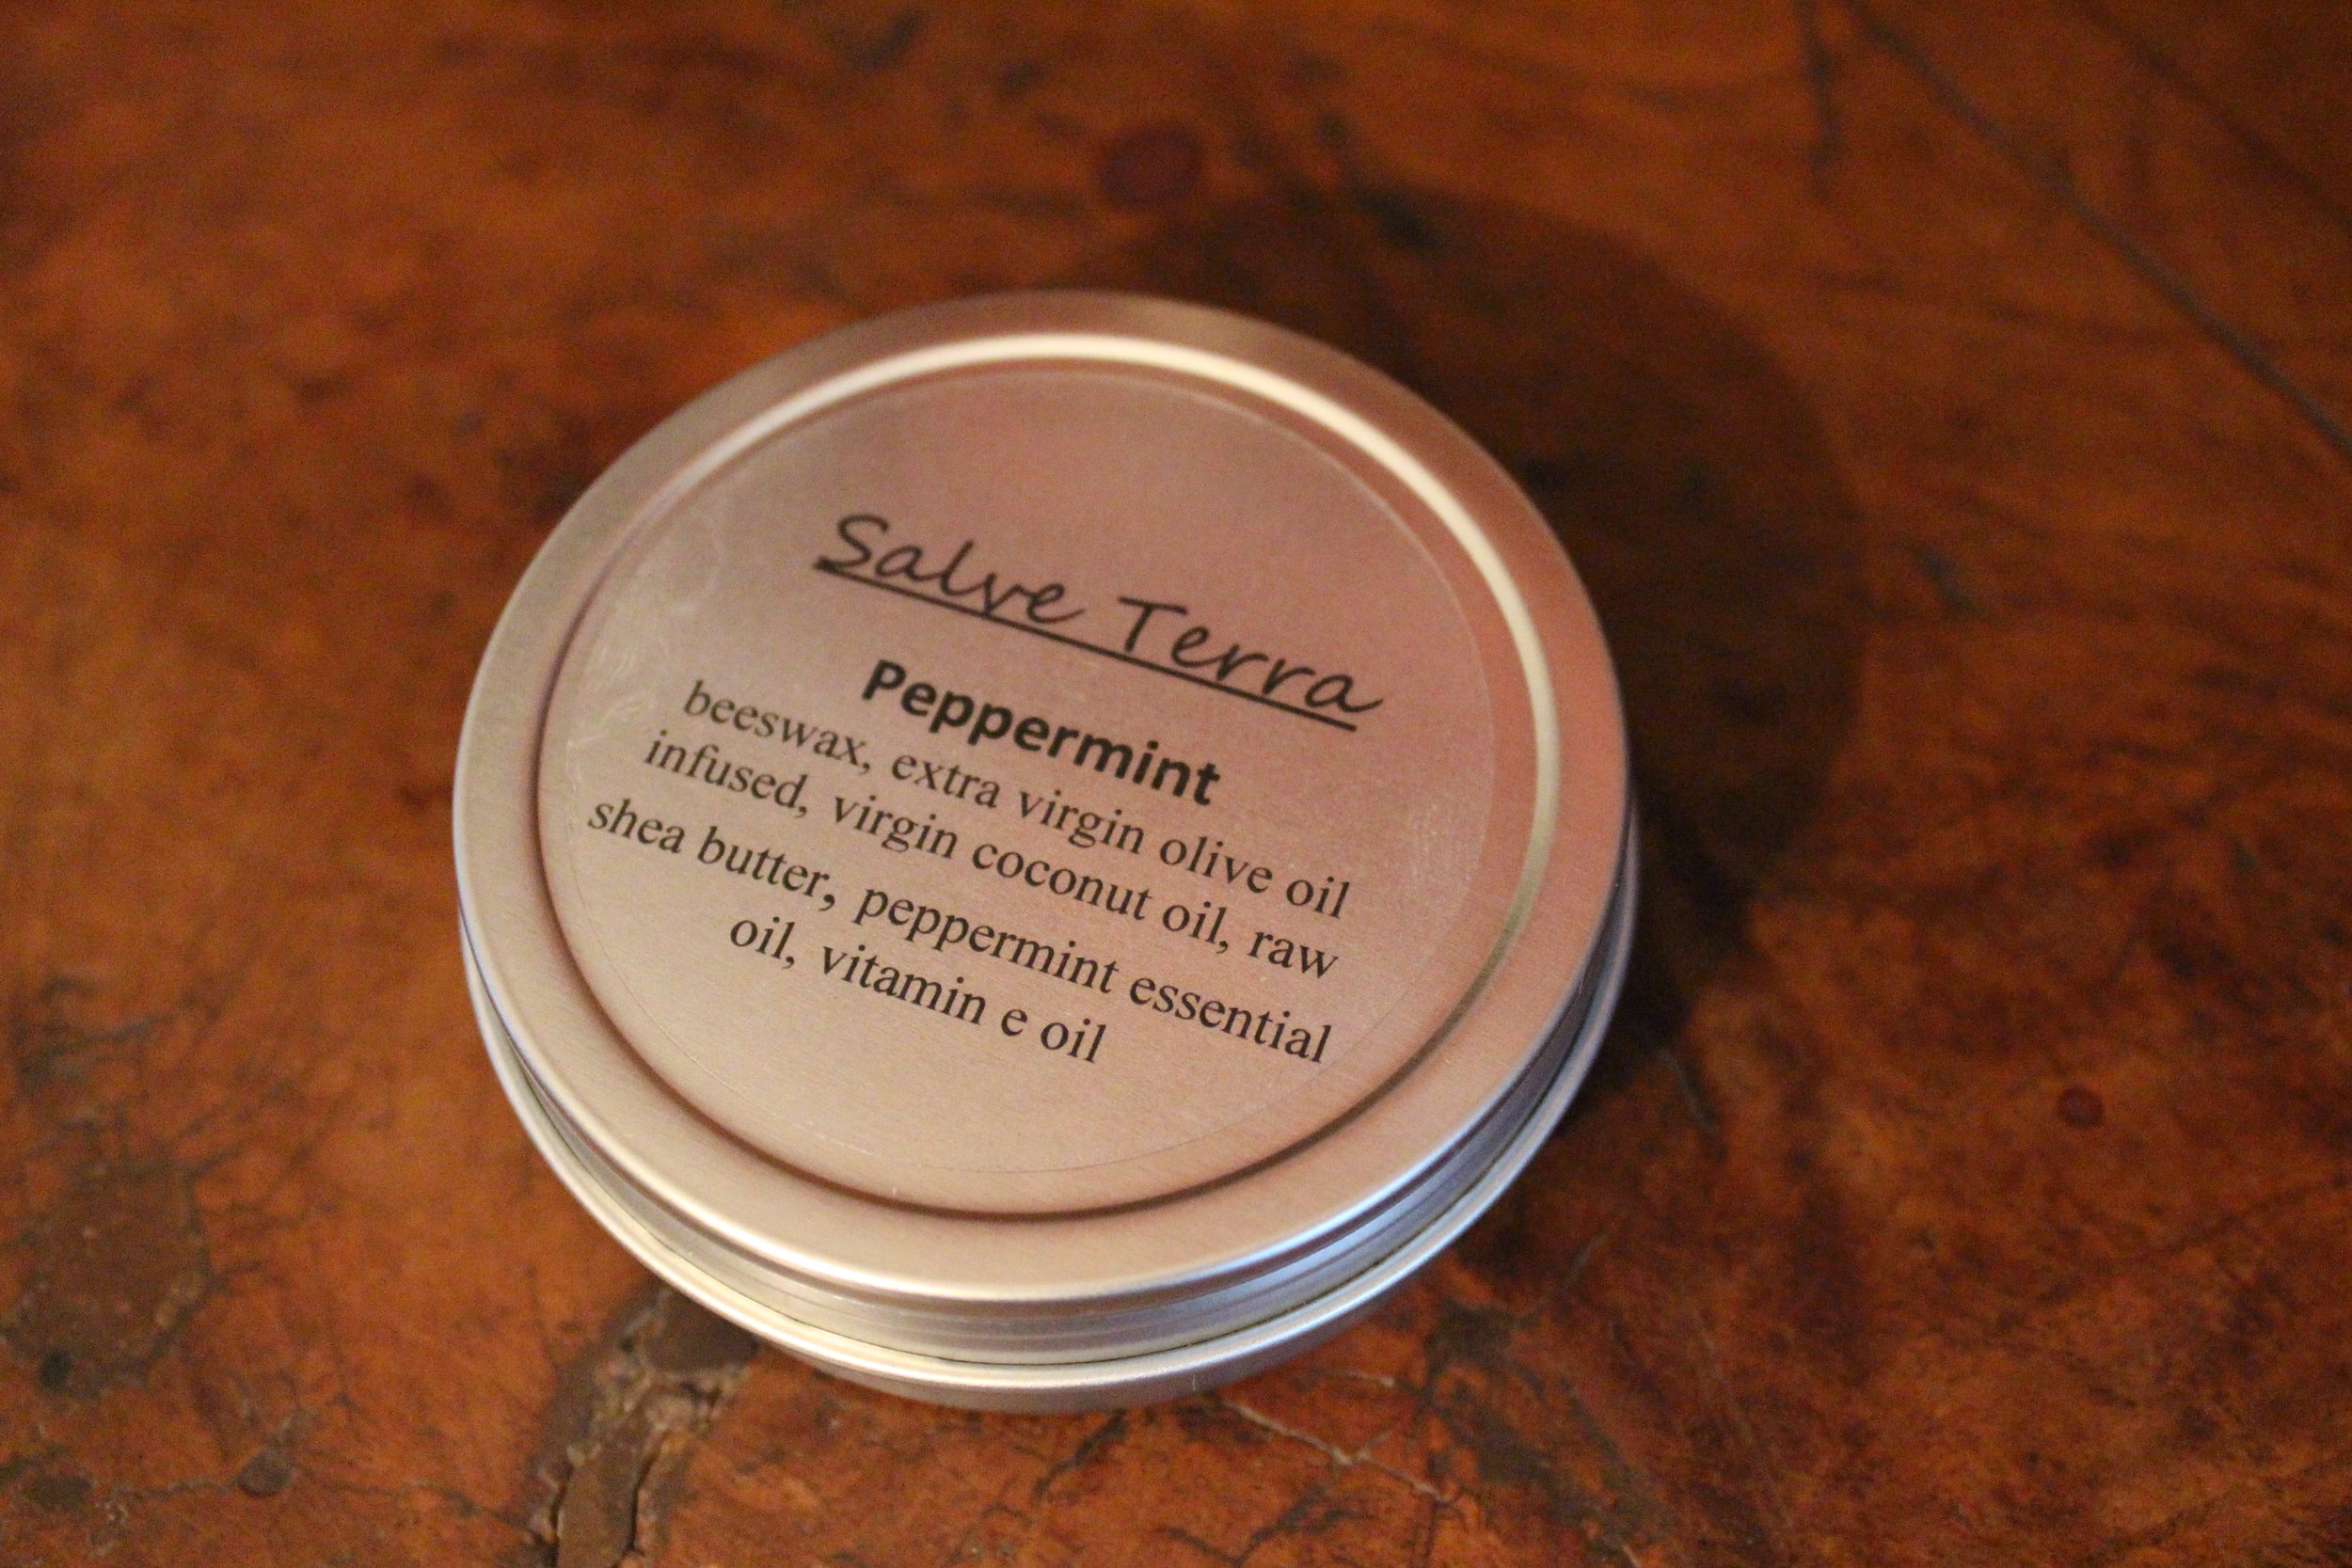 Salve Terra
Peppermint
beeswax, extra virgin olive oil
infused, virgin coconut oil, raw
shea butter, peppermint essential
oil, vitamin e oil